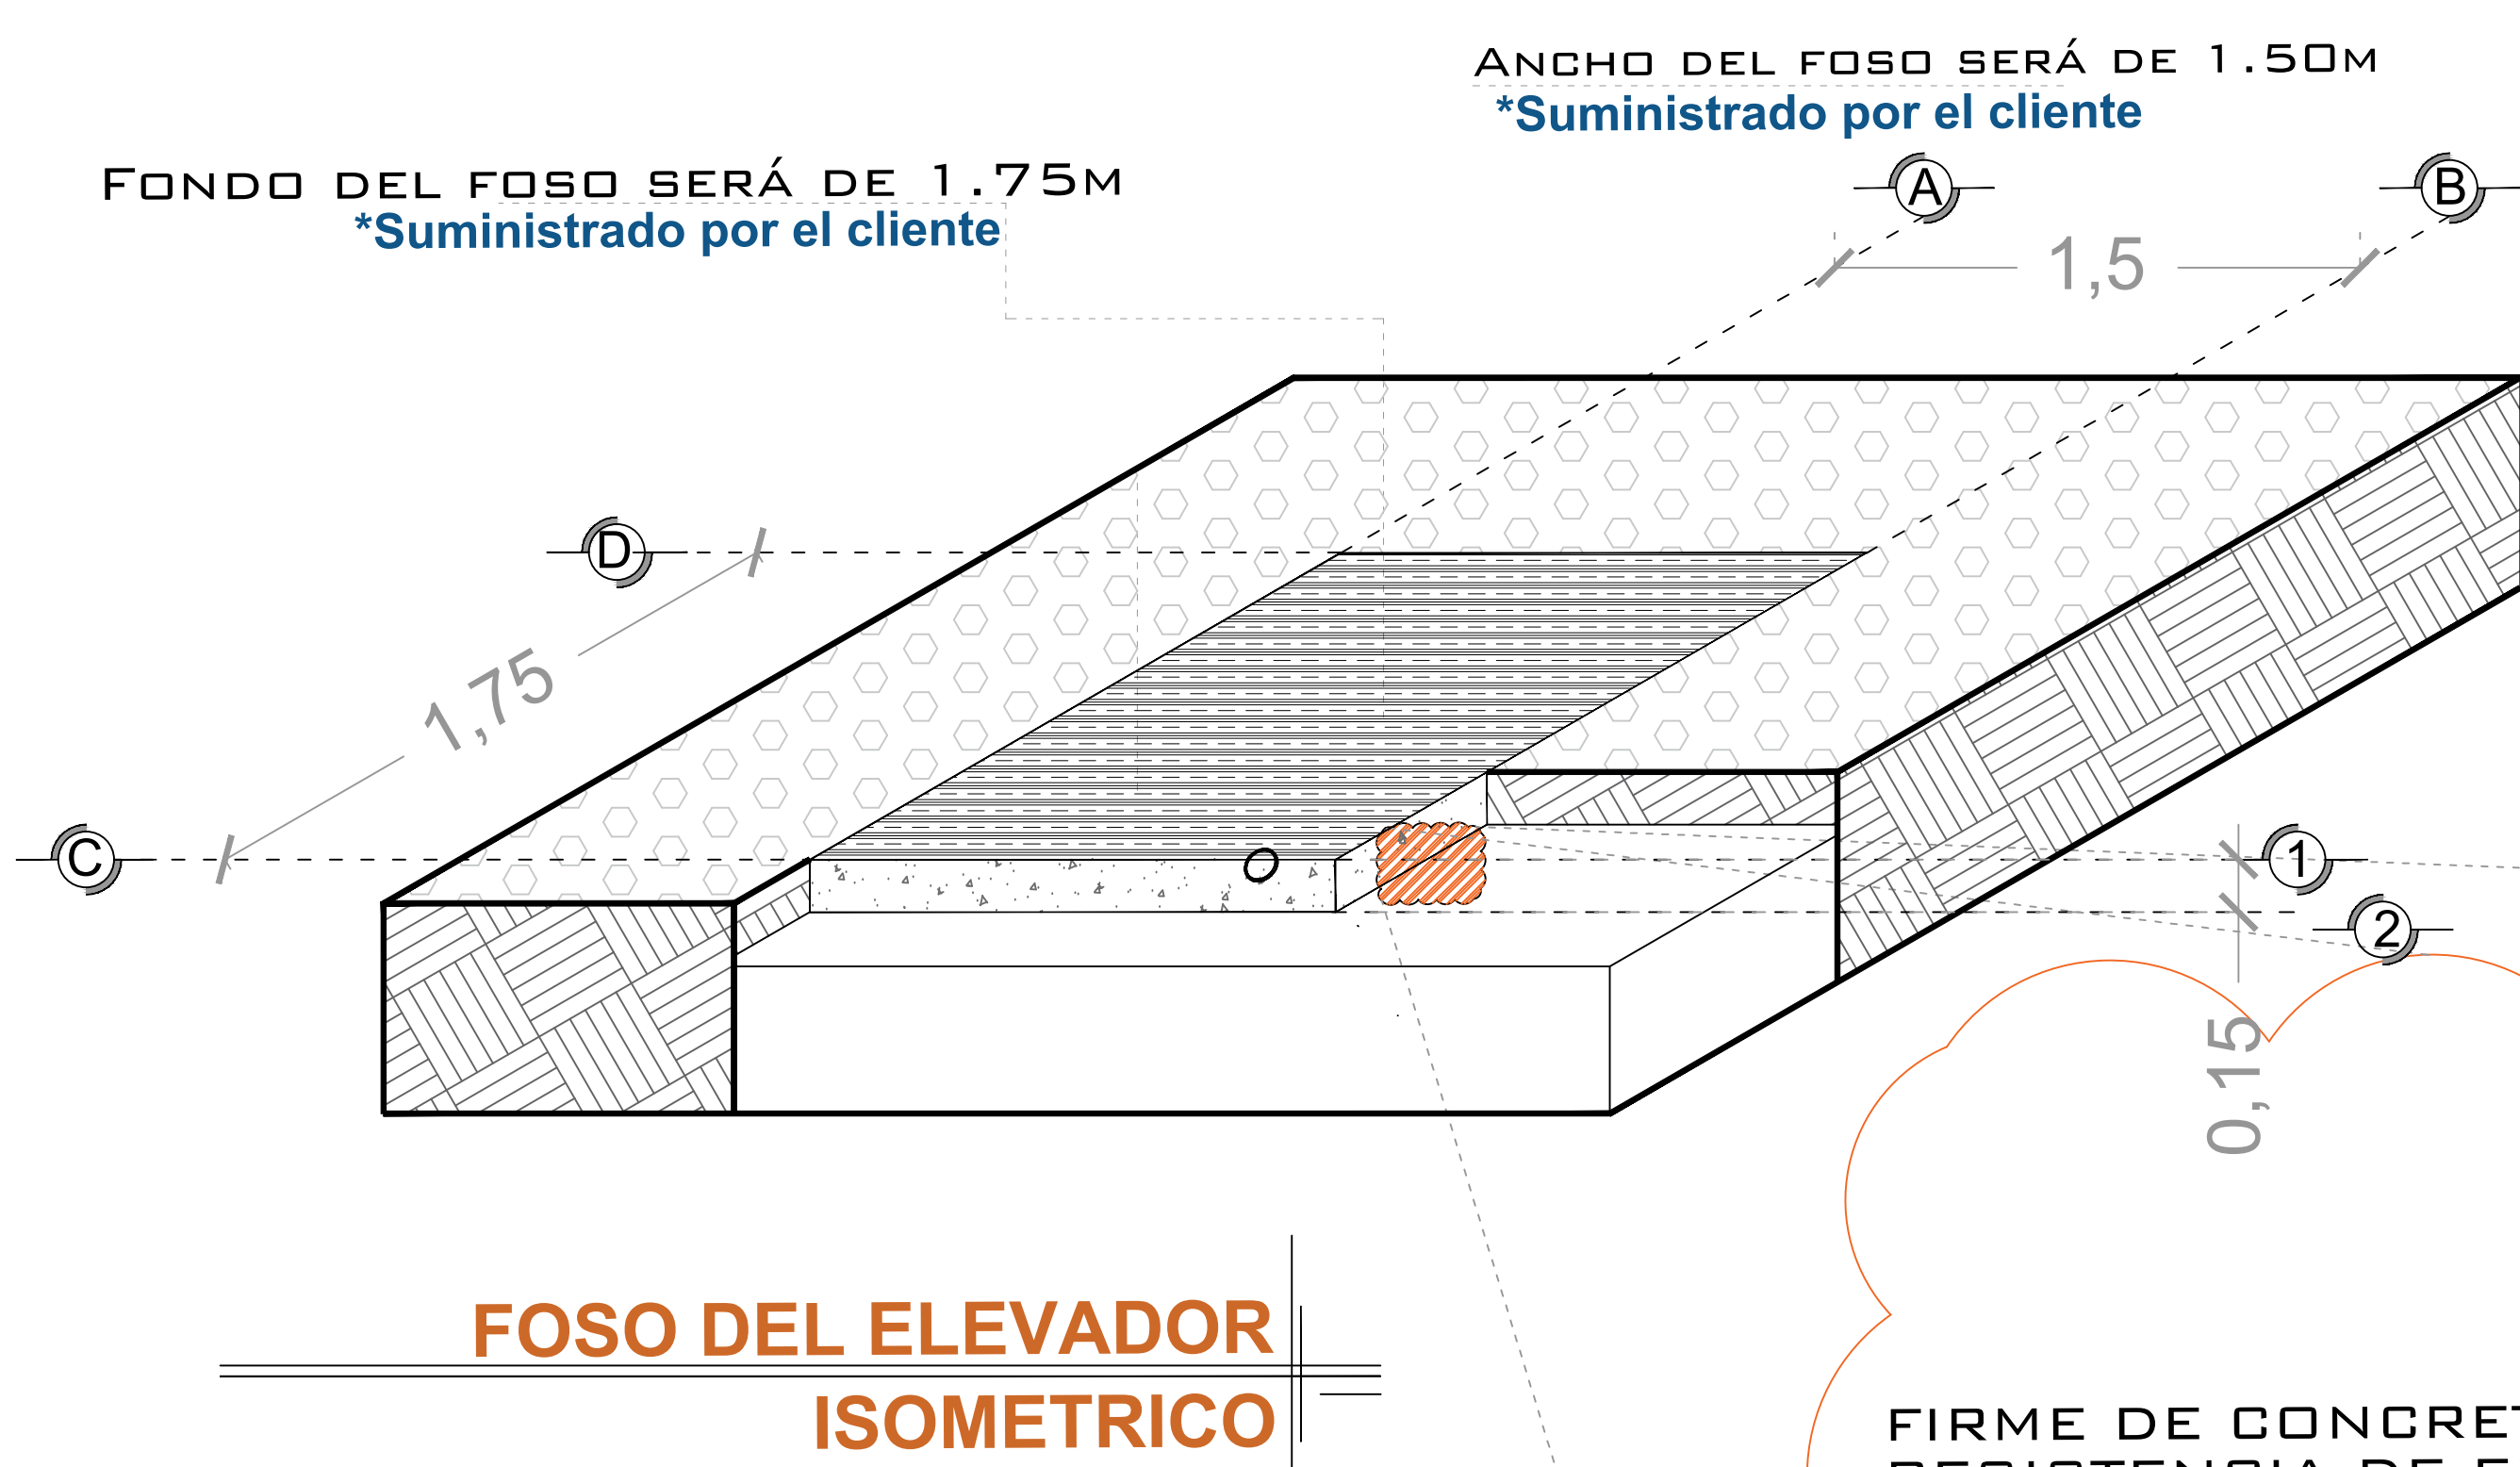 Ancho del foso será de 1.50m
*Suministrado por el cliente
Fondo del foso será de 1.75m
*Suministrado por el cliente
A
B
1,5
D
1,75
C
1
2
0,15
FOSO DEL ELEVADOR
ISOMETRICO
FIRME DE